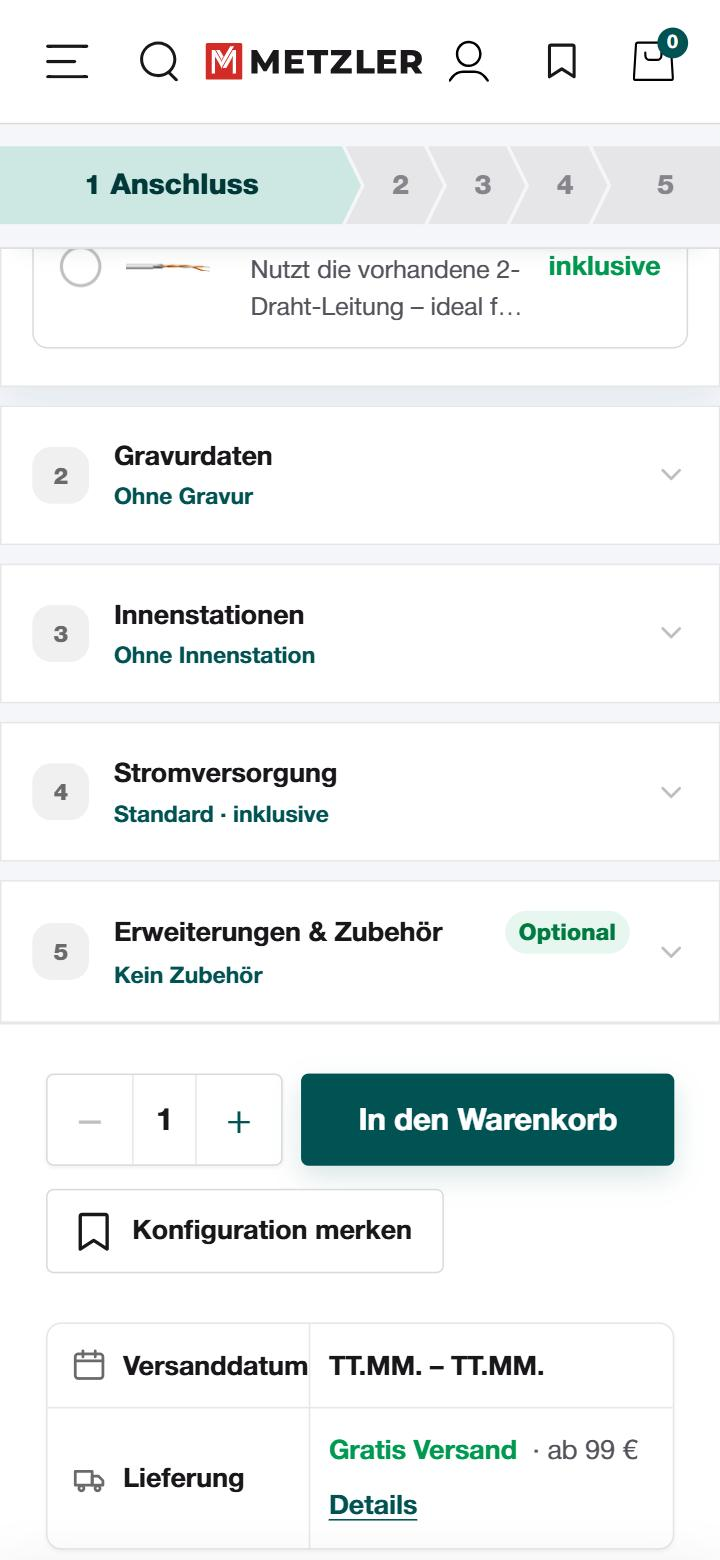 METZLER
0
1 Anschluss
2
3
4
5
Nutzt die vorhandene 2-
Draht-Leitung – ideal f…
inklusive
2
Gravurdaten
Ohne Gravur
3
Innenstationen
Ohne Innenstation
4
Stromversorgung
Standard · inklusive
5
Erweiterungen & Zubehör
Optional
Kein Zubehör
1
In den Warenkorb
Konfiguration merken
Versanddatum
TT.MM. – TT.MM.
Lieferung
Gratis Versand · ab 99 €
Details